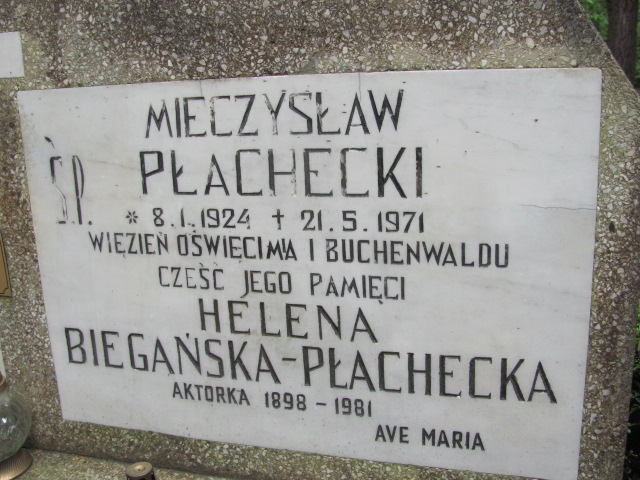 MIECZYSŁAW
Ś.P. PŁACHECKI
* 8.1.1924 † 21.5.1971
WIĘZIEŃ OŚWIĘCIMIA I BUCHENWALDU
CZEŚĆ JEGO PAMIĘCI
HELENA
BIEGAŃSKA-PŁACHECKA
AKTORKA 1898-1981
AVE MARIA